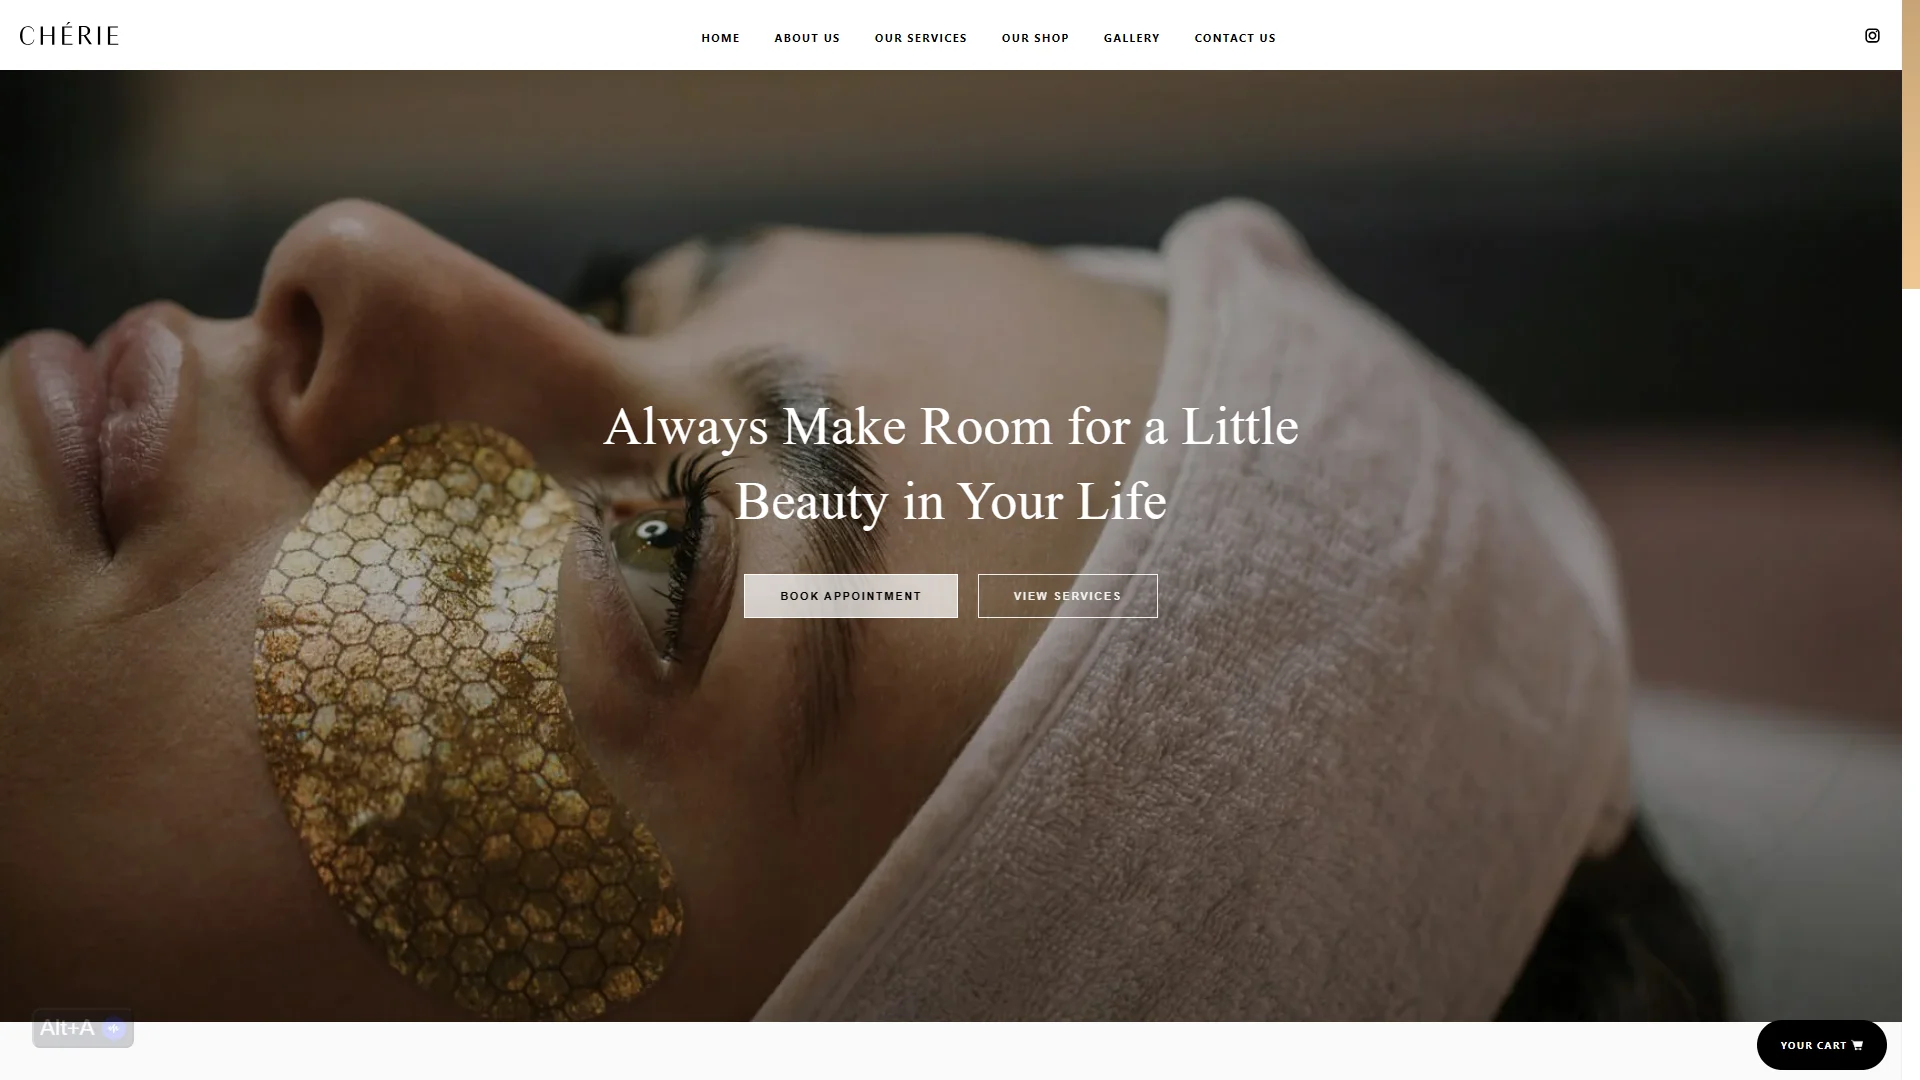 CHÉRIE
HOME ABOUT US OUR SERVICES OUR SHOP GALLERY CONTACT US
Always Make Room for a Little
Beauty in Your Life
BOOK APPOINTMENT VIEW SERVICES
Alt+A
YOUR CART